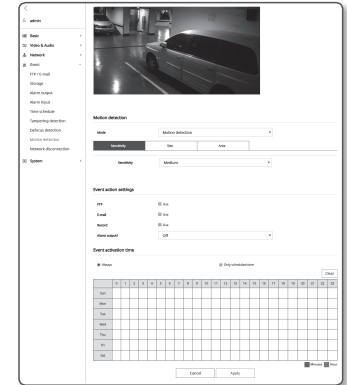 admin
Basic
Video & Audio
Network
Event
FTP / E-mail
Storage
Alarm output
Alarm input
Time schedule
Tampering detection
Defocus detection
Motion detection
Network disconnection
System
Motion detection
Mode Motion detection
Sensitivity Size Area
Sensitivity Medium
Event action settings
FTP Use
E-mail Use
Record Use
Alarm output1 Off
Event activation time
Always Only scheduled time
Clear
0 1 2 3 4 5 6 7 8 9 10 11 12 13 14 15 16 17 18 19 20 21 22 23
Sun
Mon
Tue
Wed
Thu
Fri
Sat
Minutes Hour
Cancel Apply